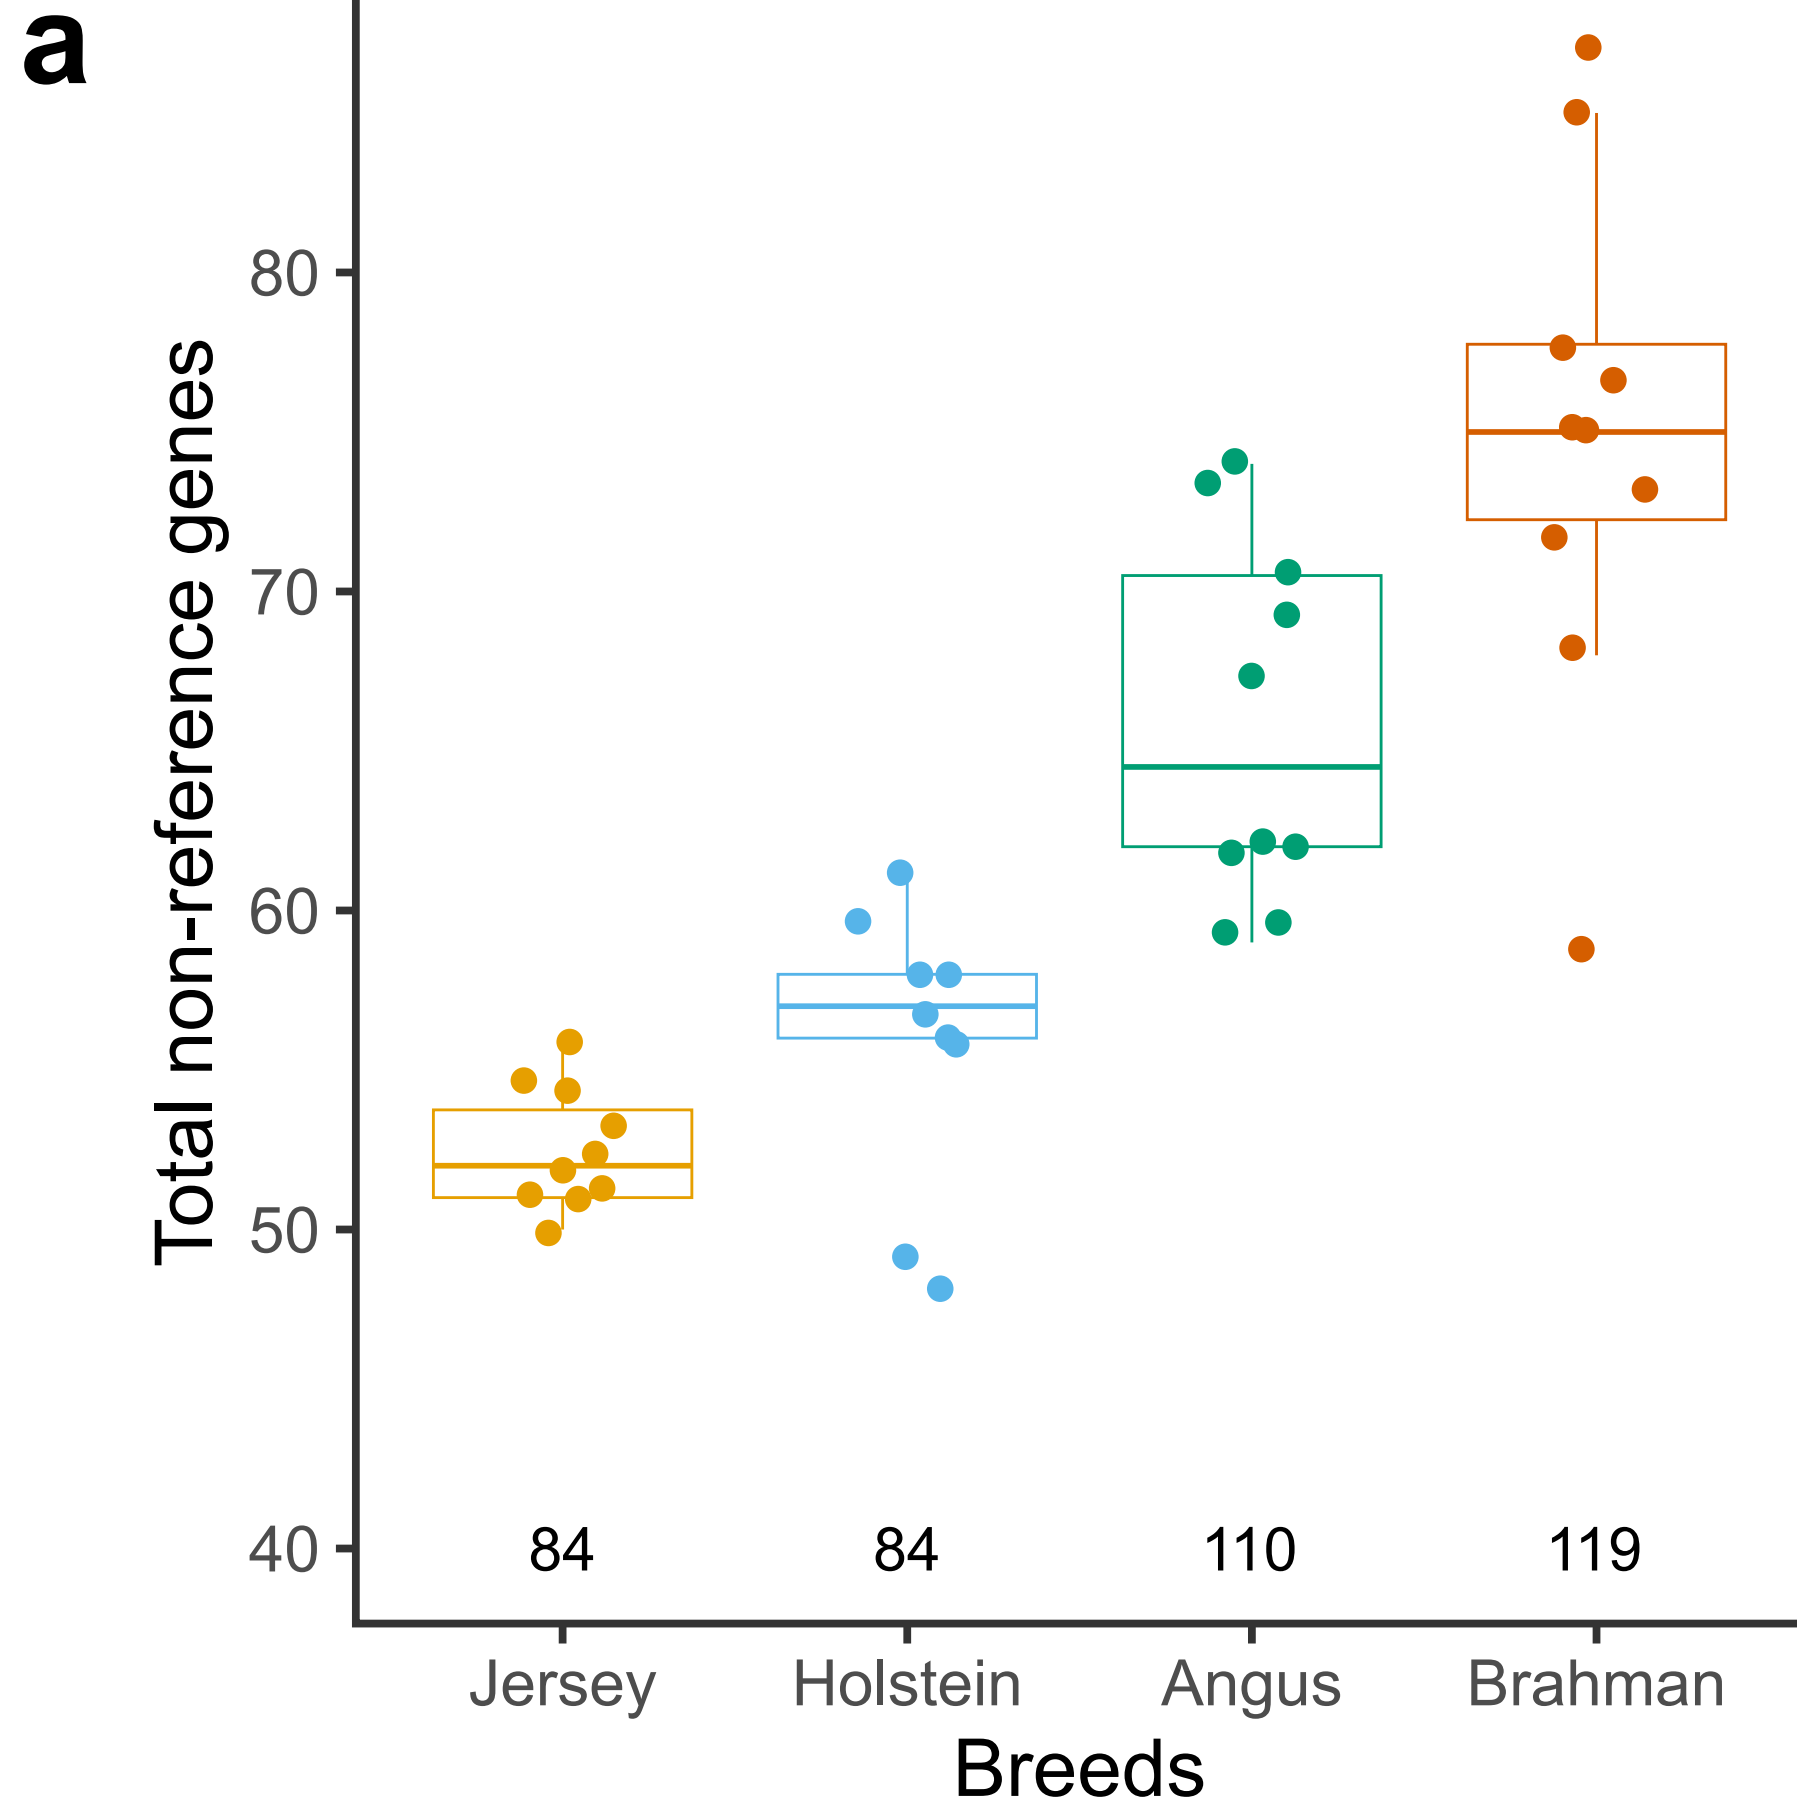 a
Total non-reference genes
80
70
60
50
40
84 84 110 119
Jersey Holstein Angus Brahman
Breeds